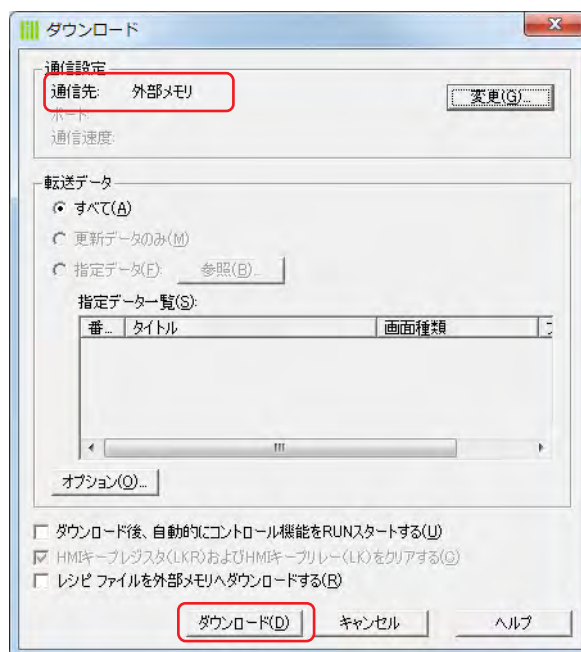 ダウンロード
通信設定
通信先: 外部メモリ
変更(G)...
ポート:
通信速度:
転送データ
すべて(A)
更新データのみ(M)
指定データ(F): 参照(B)...
指定データ一覧(S):
番... タイトル 画面種類
オプション(O)...
ダウンロード後、自動的にコントロール機能をRUNスタートする(U)
HMIキープレジスタ(LKR)およびHMIキープリレー(LK)をクリアする(C)
レシピ ファイルを外部メモリへダウンロードする(R)
ダウンロード(D) キャンセル ヘルプ